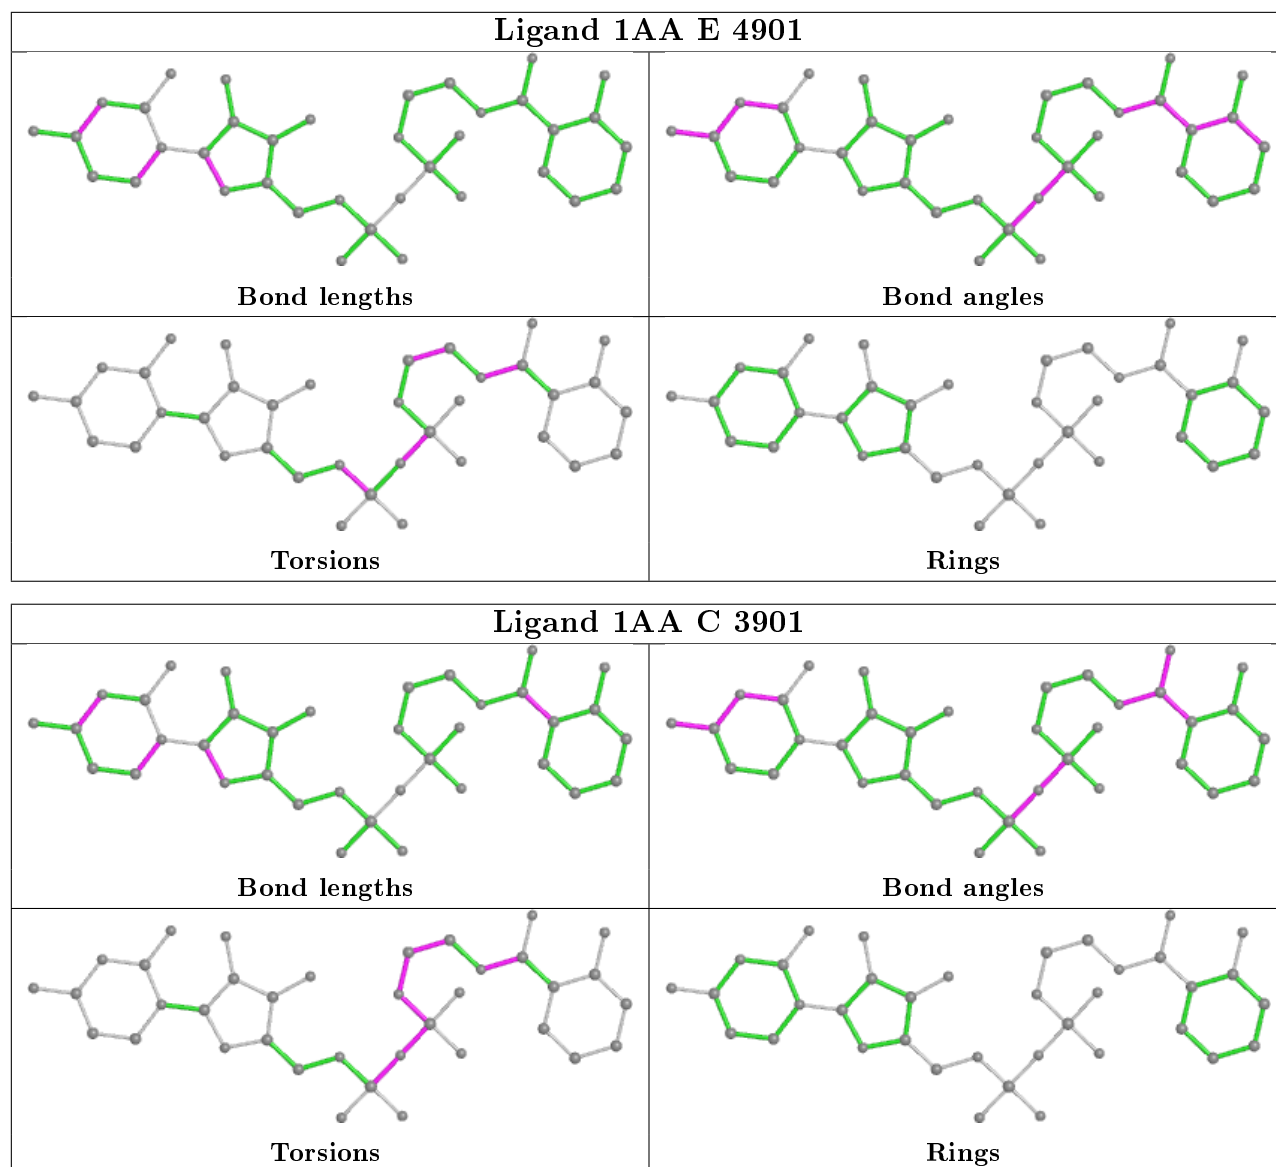 Ligand 1AA E 4901
Bond lengths
Bond angles
Torsions
Rings
Ligand 1AA C 3901
Bond lengths
Bond angles
Torsions
Rings